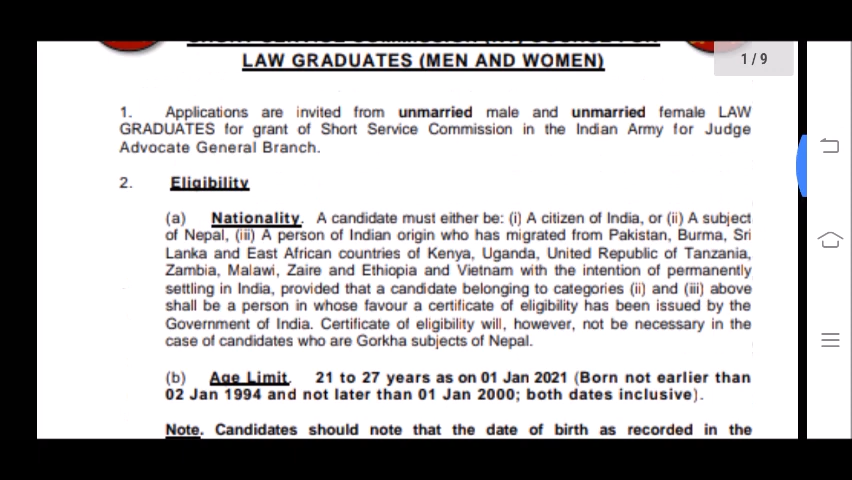 LAW GRADUATES (MEN AND WOMEN)
1 / 9
1. Applications are invited from unmarried male and unmarried female LAW
GRADUATES for grant of Short Service Commission in the Indian Army for Judge
Advocate General Branch.
2. Eligibility
(a) Nationality. A candidate must either be: (i) A citizen of India, or (ii) A subject
of Nepal, (iii) A person of Indian origin who has migrated from Pakistan, Burma, Sri
Lanka and East African countries of Kenya, Uganda, United Republic of Tanzania,
Zambia, Malawi, Zaire and Ethiopia and Vietnam with the intention of permanently
settling in India, provided that a candidate belonging to categories (ii) and (iii) above
shall be a person in whose favour a certificate of eligibility has been issued by the
Government of India. Certificate of eligibility will, however, not be necessary in the
case of candidates who are Gorkha subjects of Nepal.
(b) Age Limit. 21 to 27 years as on 01 Jan 2021 (Born not earlier than
02 Jan 1994 and not later than 01 Jan 2000; both dates inclusive).
Note. Candidates should note that the date of birth as recorded in the